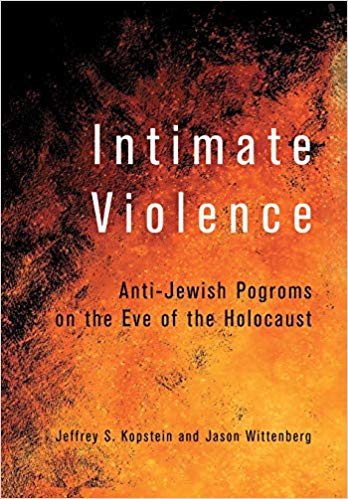 Intimate
Violence
Anti-Jewish Pogroms
on the Eve of the Holocaust
Jeffrey S. Kopstein and Jason Wittenberg